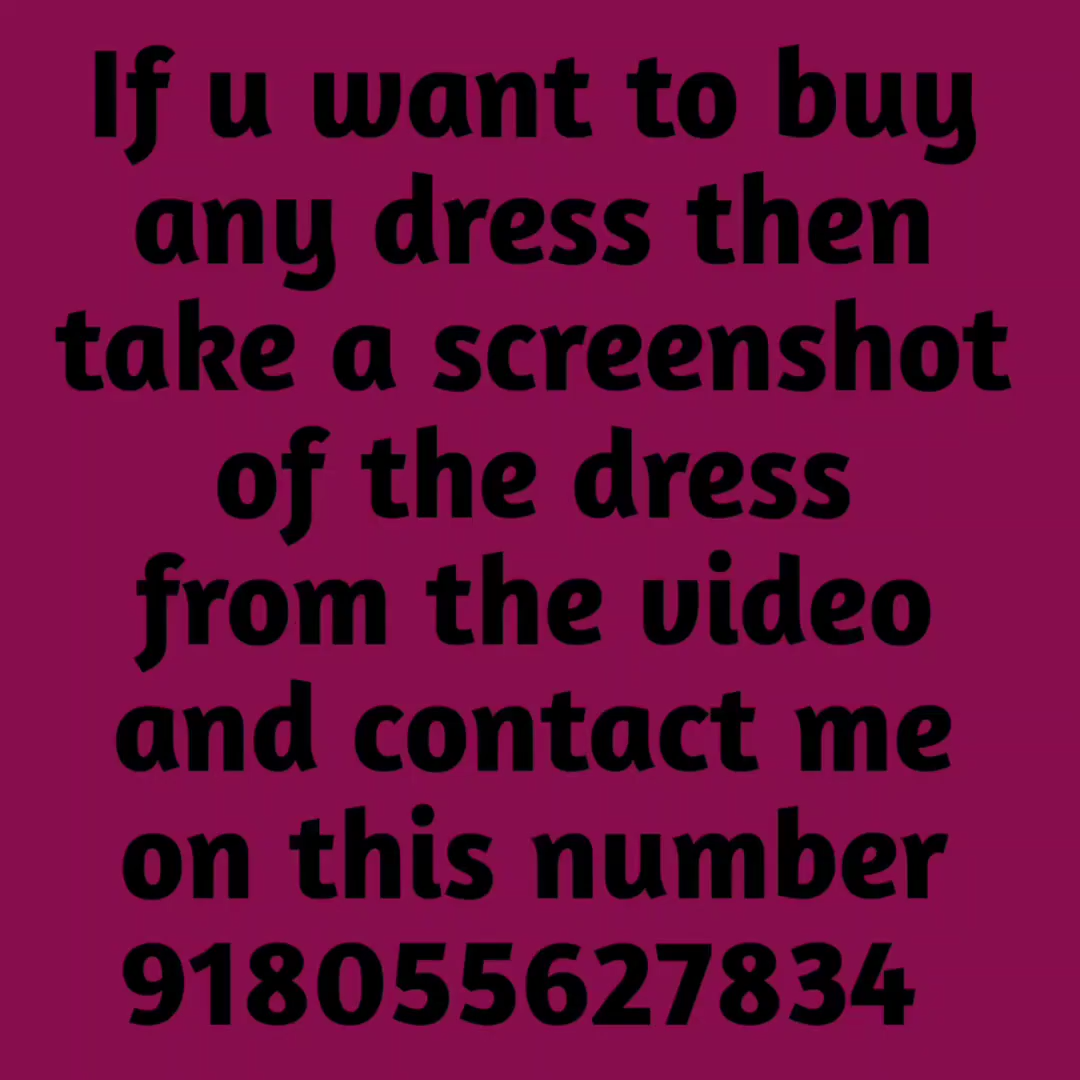 If u want to buy
any dress then
take a screenshot
of the dress
from the video
and contact me
on this number
918055627834